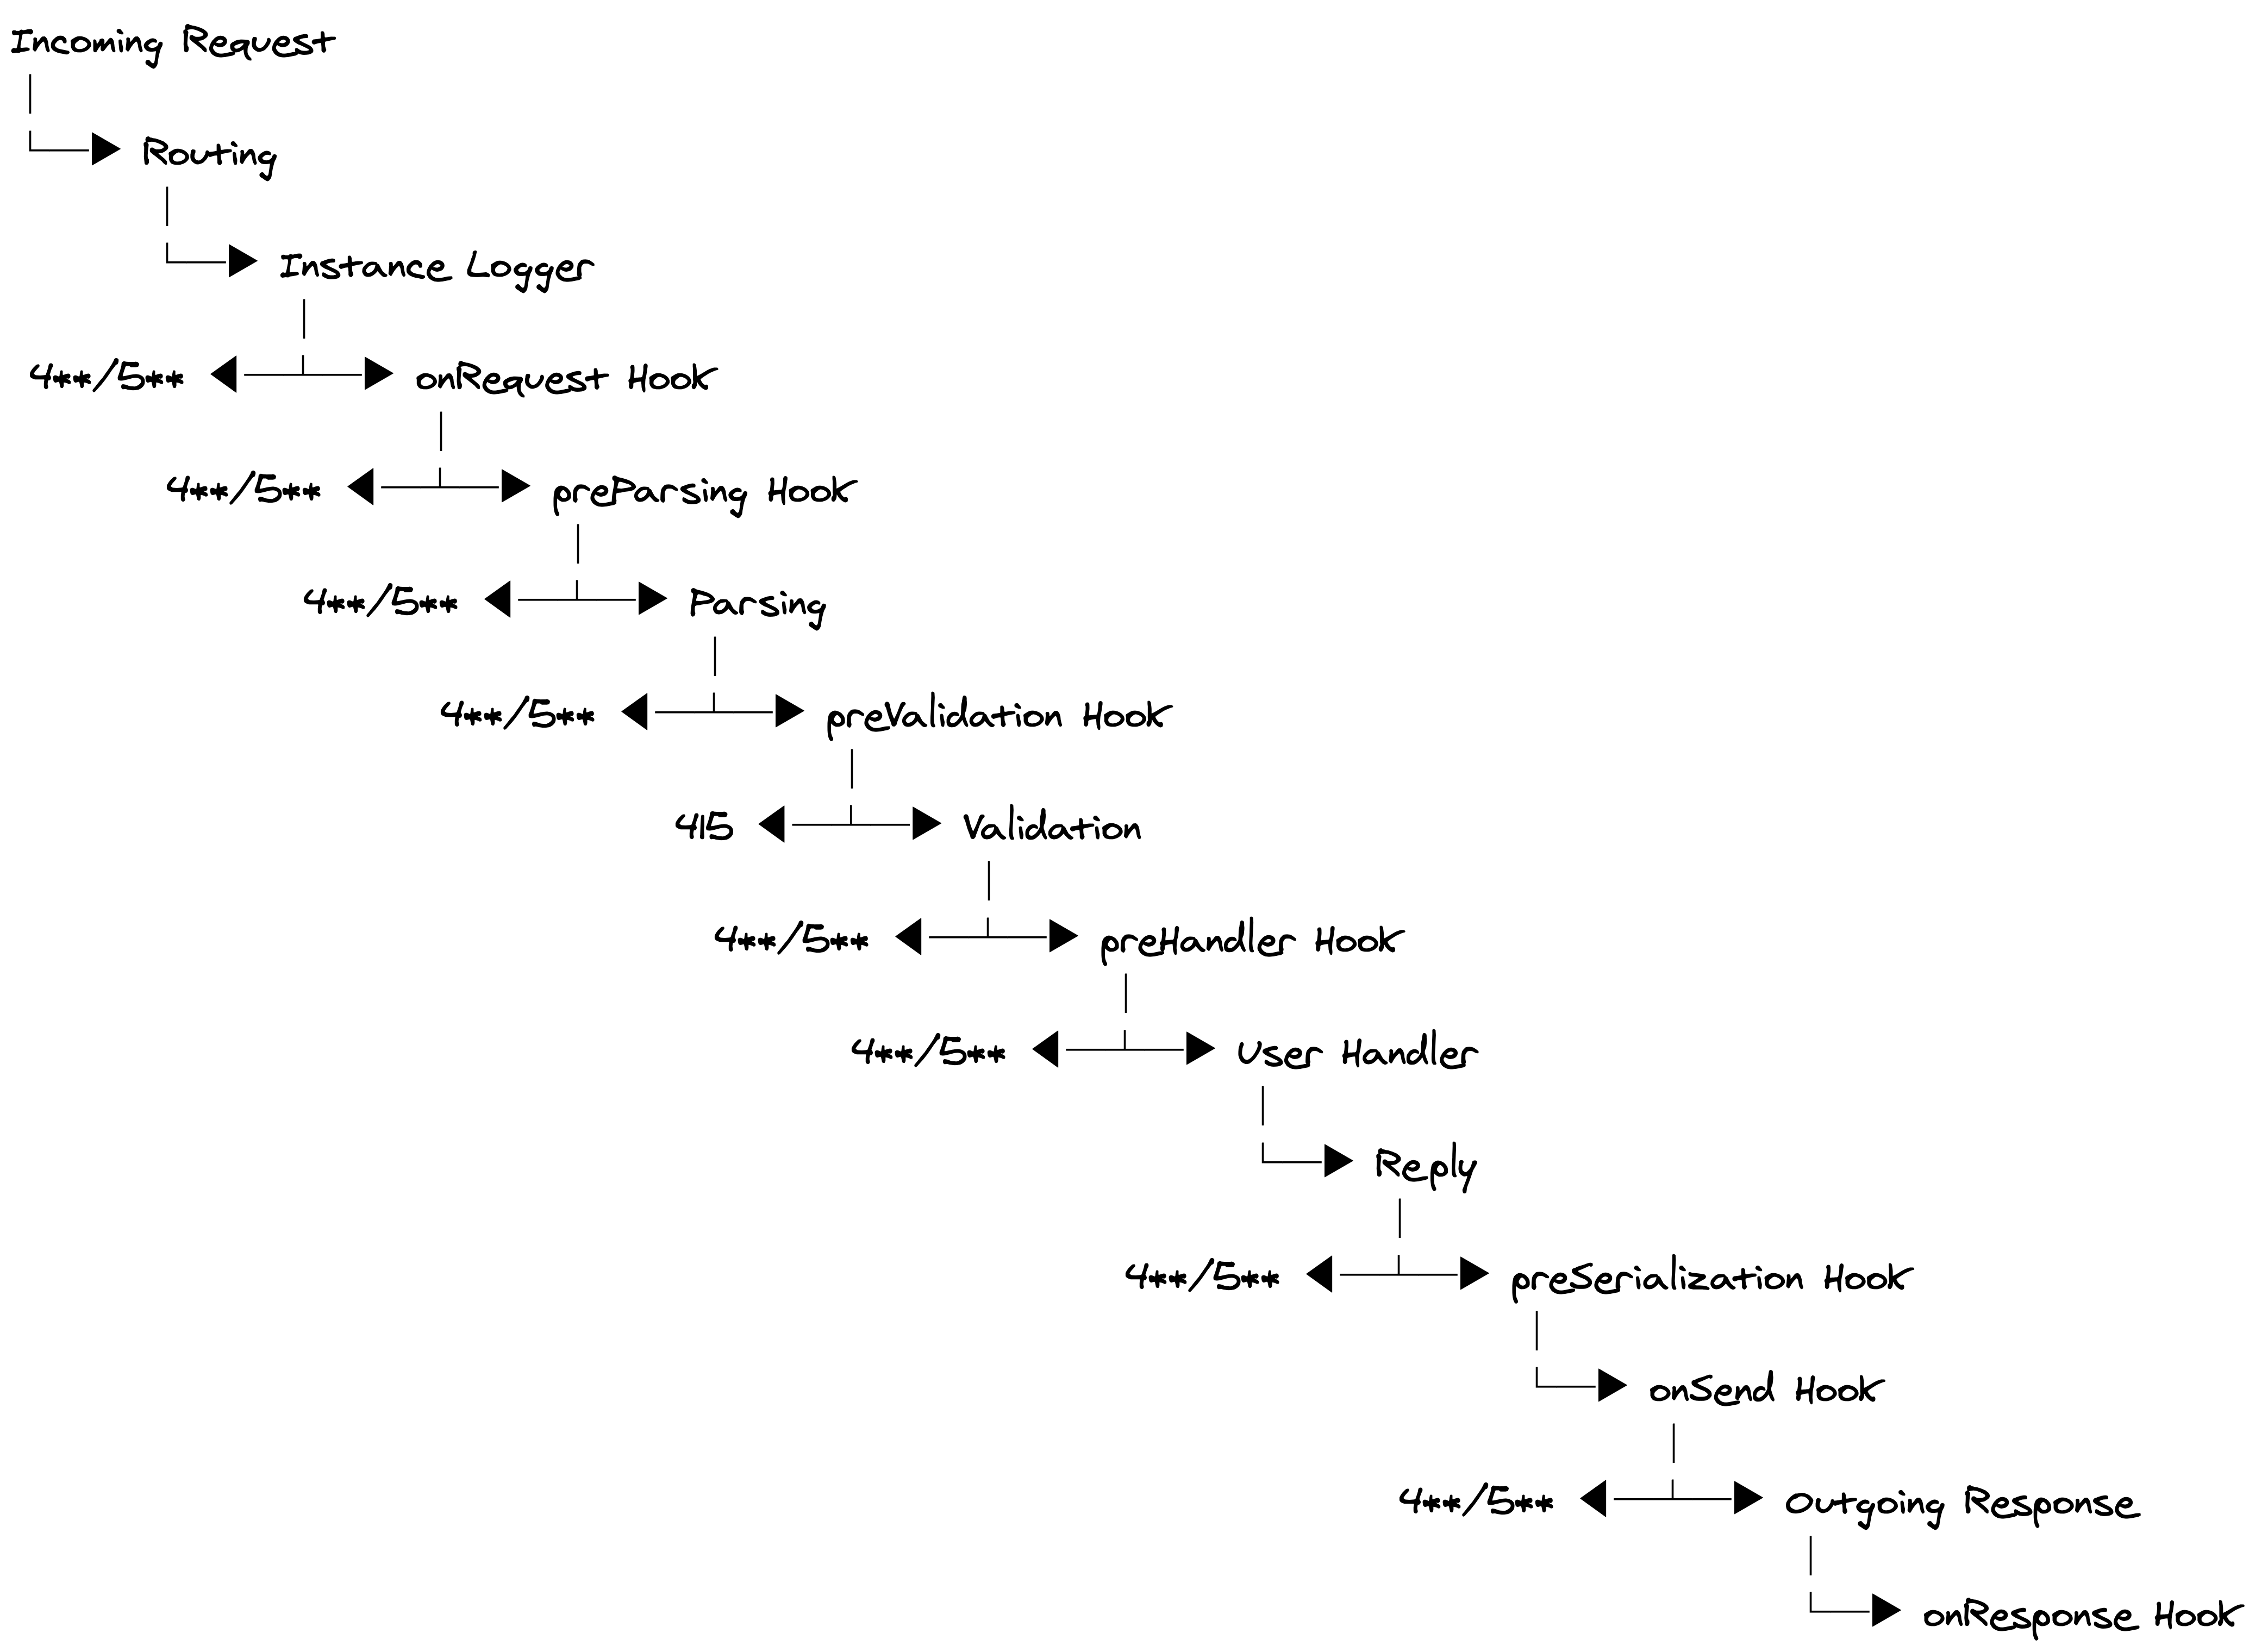 Incoming Request
Routing
Instance Logger
4**/5** onRequest Hook
4**/5** preParsing Hook
4**/5** Parsing
4**/5** preValidation Hook
415 Validation
4**/5** preHandler Hook
4**/5** User Handler
Reply
4**/5** preSerialization Hook
onSend Hook
4**/5** Outgoing Response
onResponse Hook